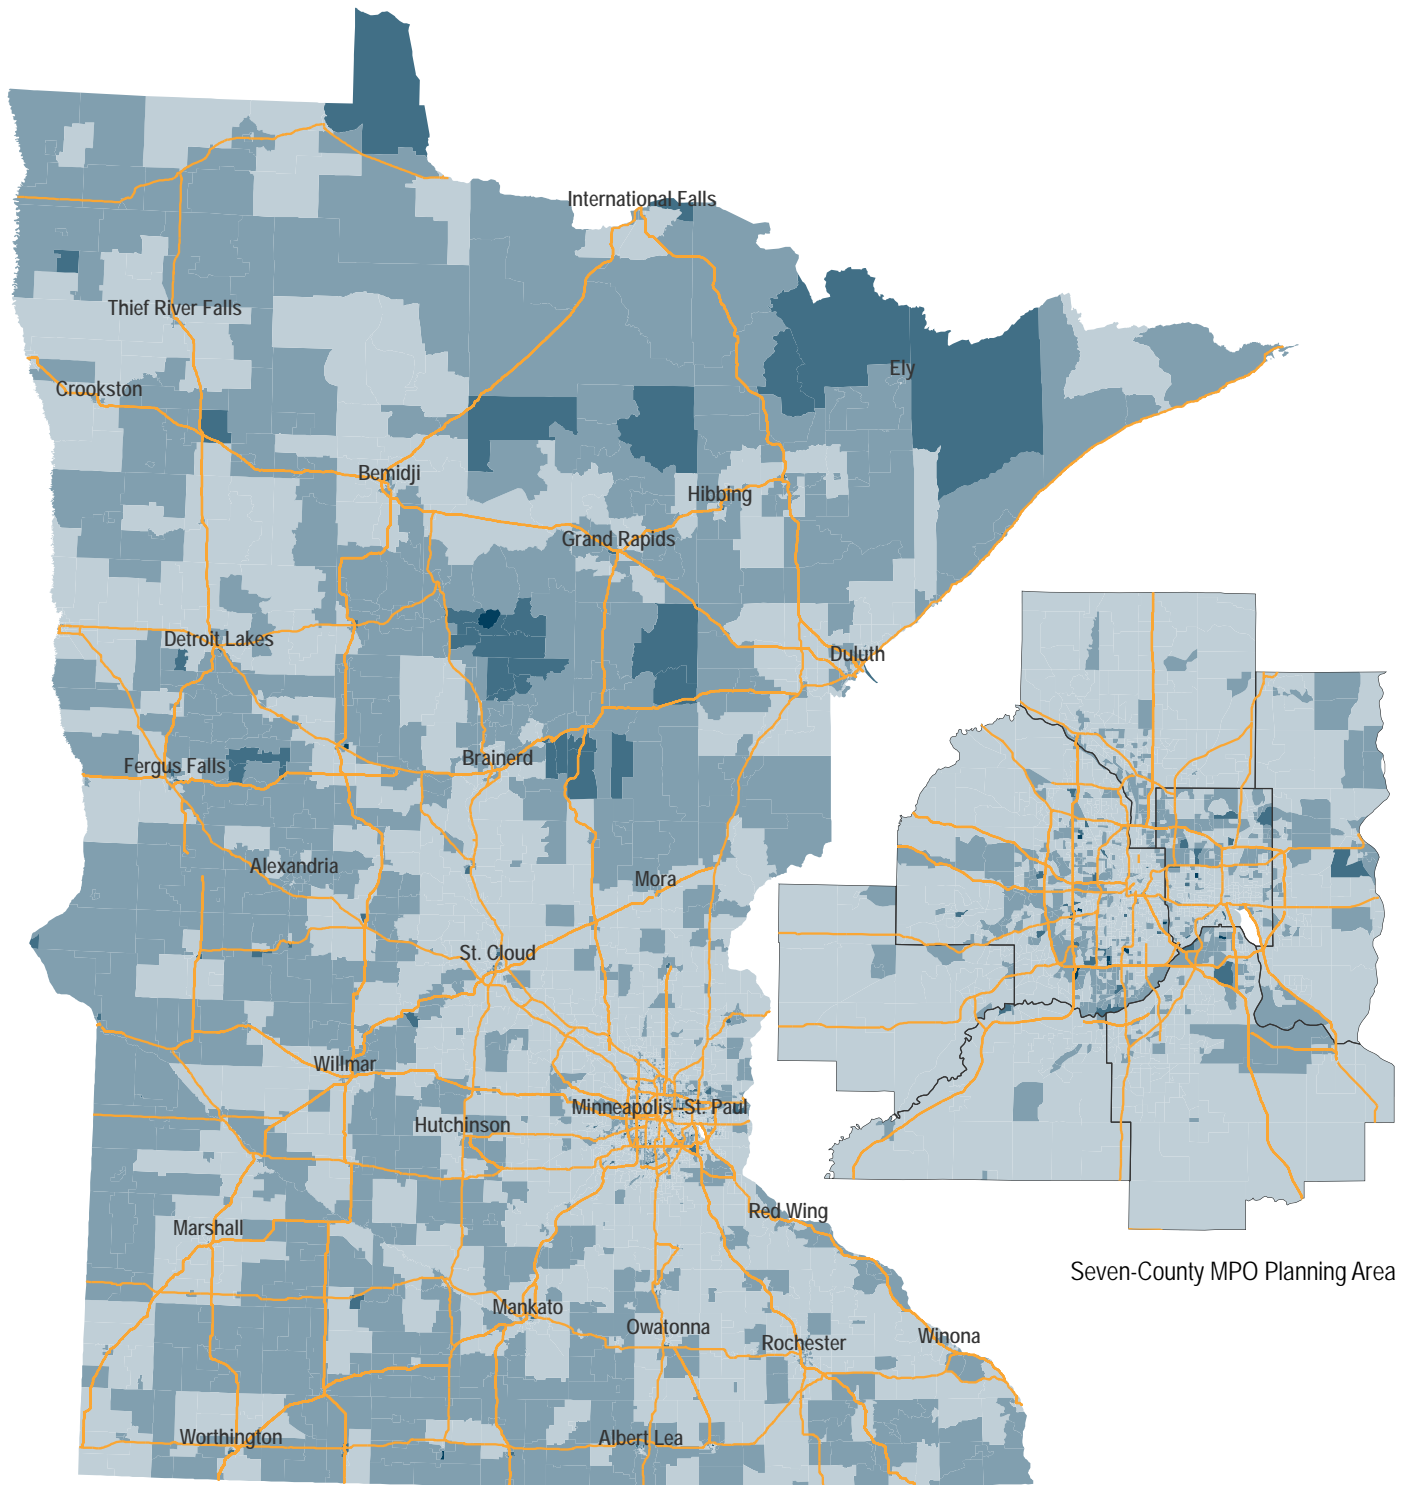 International Falls
Thief River Falls
Ely
Crookston
Bemidji
Hibbing
Grand Rapids
Detroit Lakes
Duluth
Brainerd
Fergus Falls
Alexandria
Mora
St. Cloud
Willmar
Minneapolis--St. Paul
Hutchinson
Red Wing
Marshall
Seven-County MPO Planning Area
Mankato
Owatonna
Rochester
Winona
Worthington
Albert Lea